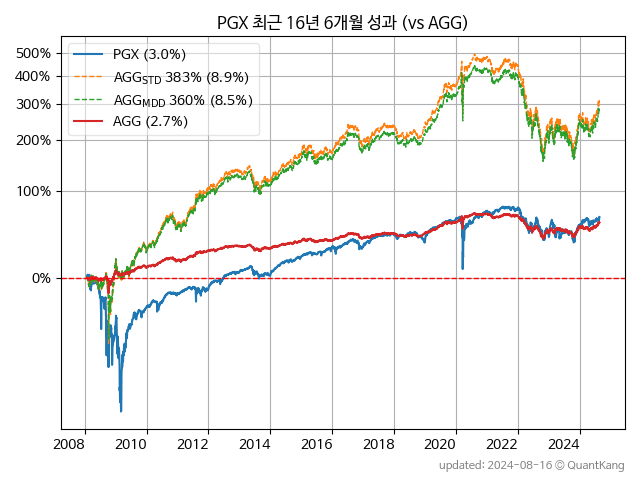 PGX 최근 16년 6개월 성과 (vs AGG)
PGX (3.0%)
AGG_STD 383% (8.9%)
AGG_MDD 360% (8.5%)
AGG (2.7%)
500%
400%
300%
200%
100%
0%
2008 2010 2012 2014 2016 2018 2020 2022 2024
updated: 2024-08-16 © QuantKang